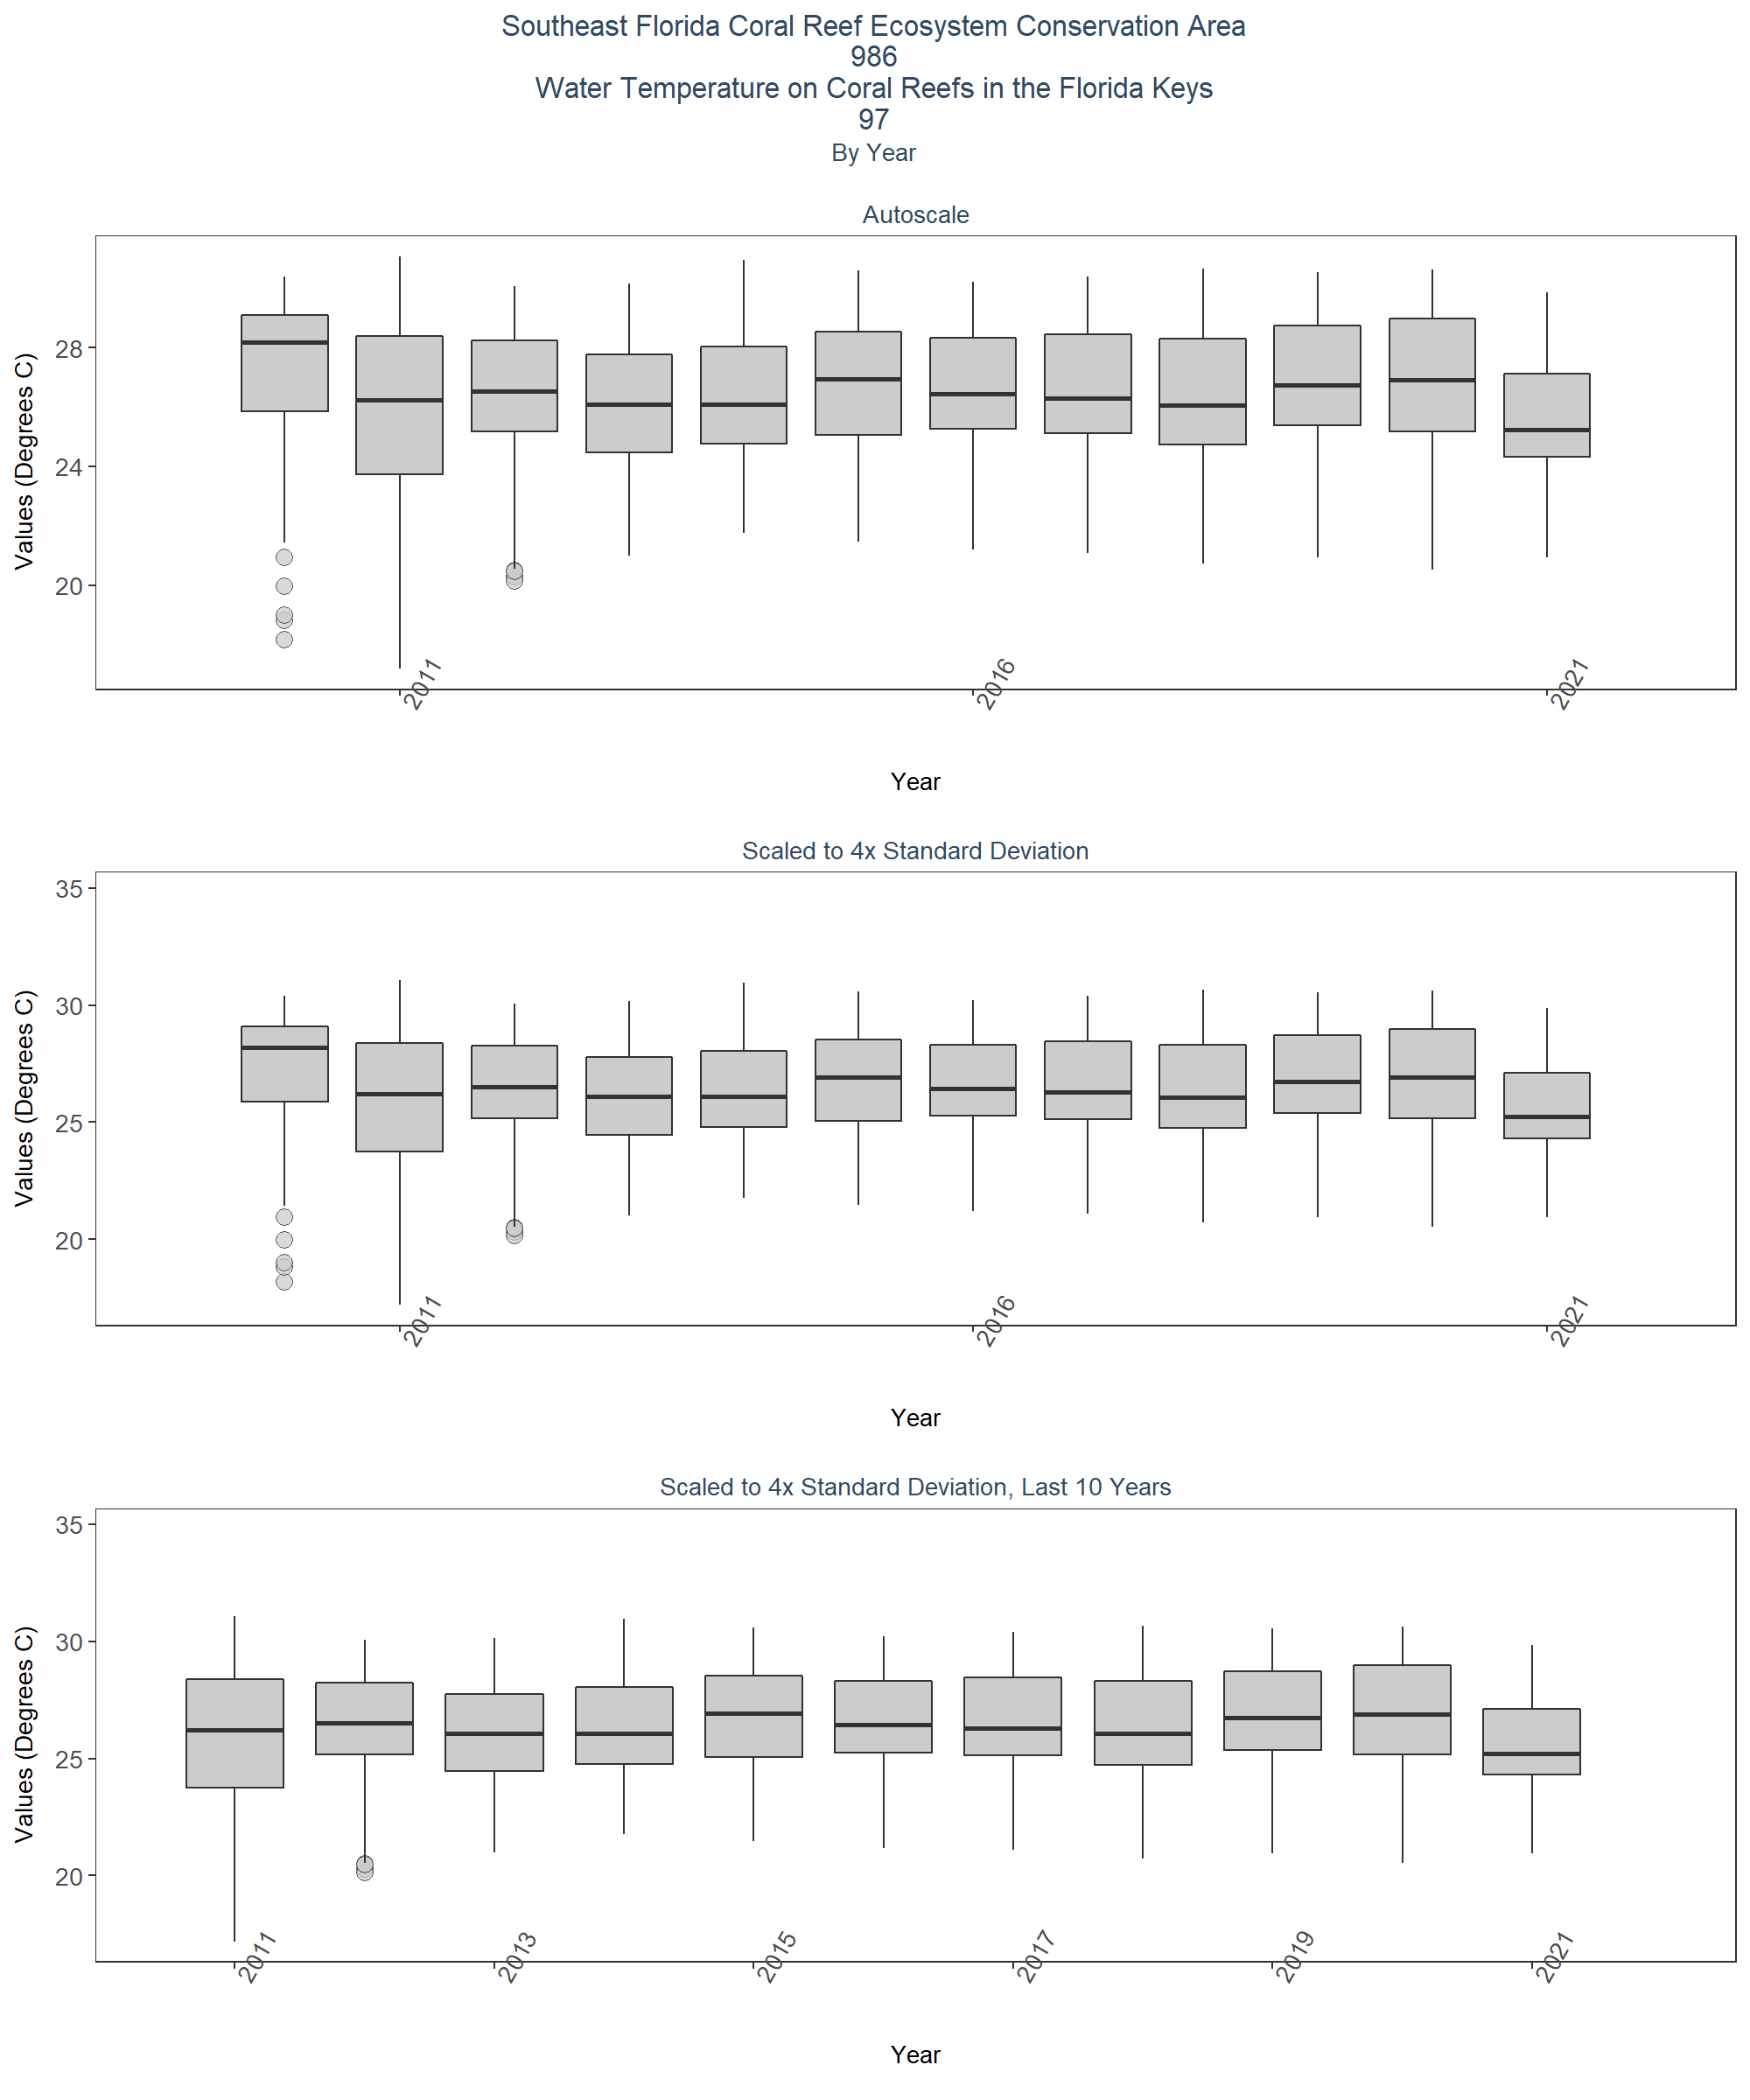 Southeast Florida Coral Reef Ecosystem Conservation Area
986
Water Temperature on Coral Reefs in the Florida Keys
97
By Year
Autoscale
Values (Degrees C)
28
24
20
2011
2016
2021
Year
Scaled to 4x Standard Deviation
Values (Degrees C)
35
30
25
20
2011
2016
2021
Year
Scaled to 4x Standard Deviation, Last 10 Years
Values (Degrees C)
35
30
25
20
2011
2013
2015
2017
2019
2021
Year